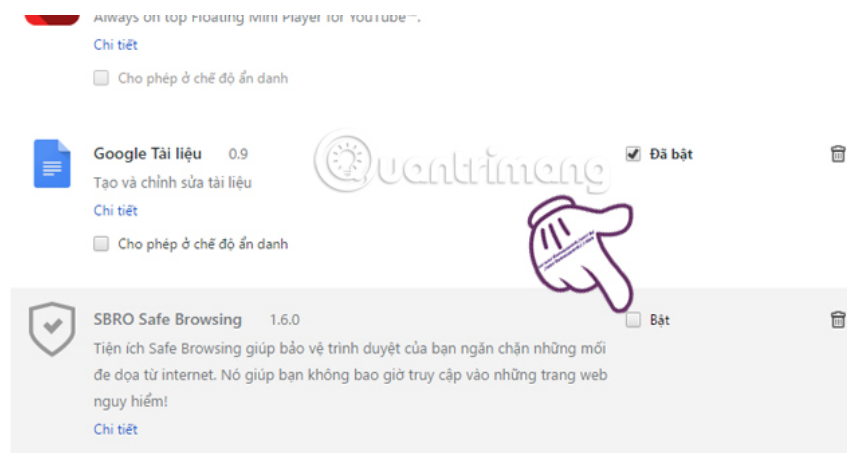 Always on top Floating Mini Player for YouTube™.
Chi tiết
Cho phép ở chế độ ẩn danh
Google Tài liệu 0.9
Đã bật
Tạo và chỉnh sửa tài liệu
Chi tiết
Cho phép ở chế độ ẩn danh
Quantrimang
SBRO Safe Browsing 1.6.0
Bật
Tiện ích Safe Browsing giúp bảo vệ trình duyệt của bạn ngăn chặn những mối
đe dọa từ internet. Nó giúp bạn không bao giờ truy cập vào những trang web
nguy hiểm!
Chi tiết